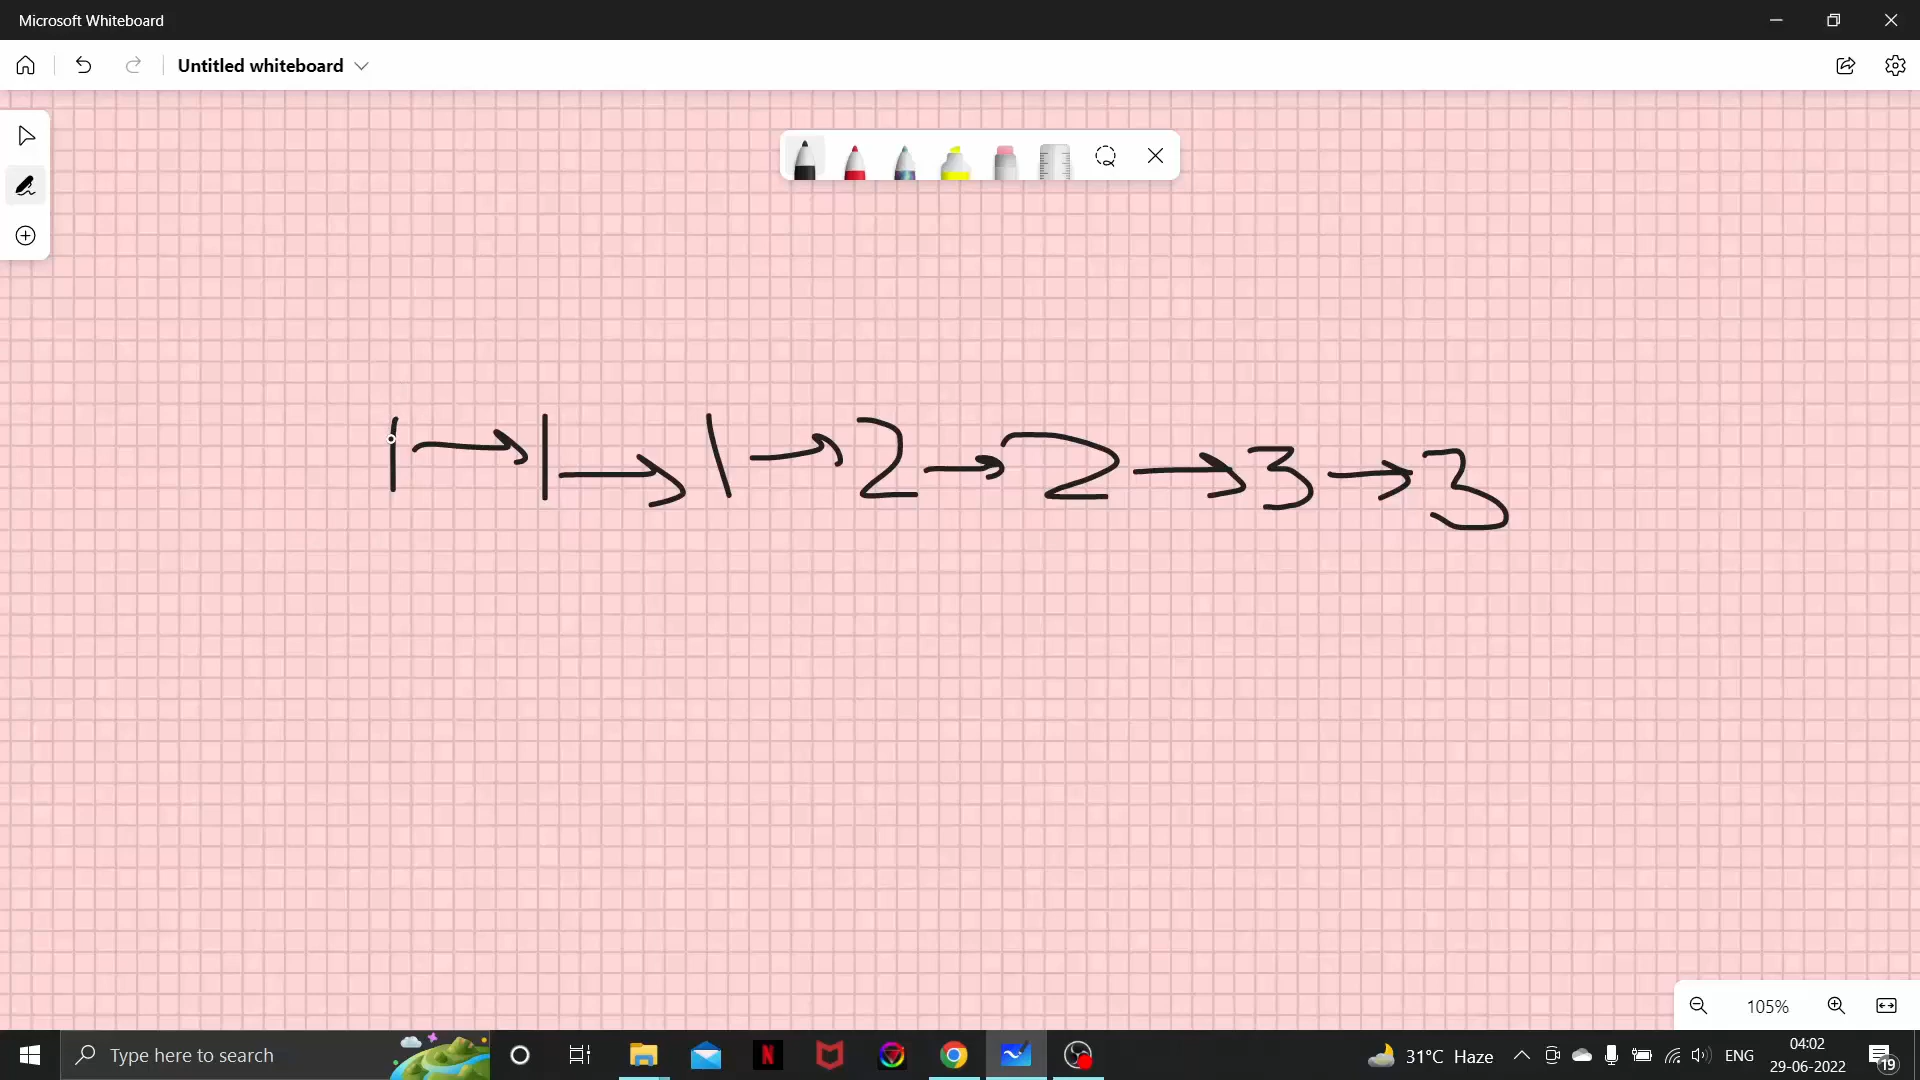 Microsoft Whiteboard
Untitled whiteboard
1 → 1 → 1 → 2 → 2 → 3 → 3
105%
Type here to search
N
31°C Haze
ENG
04:02
29-06-2022
19